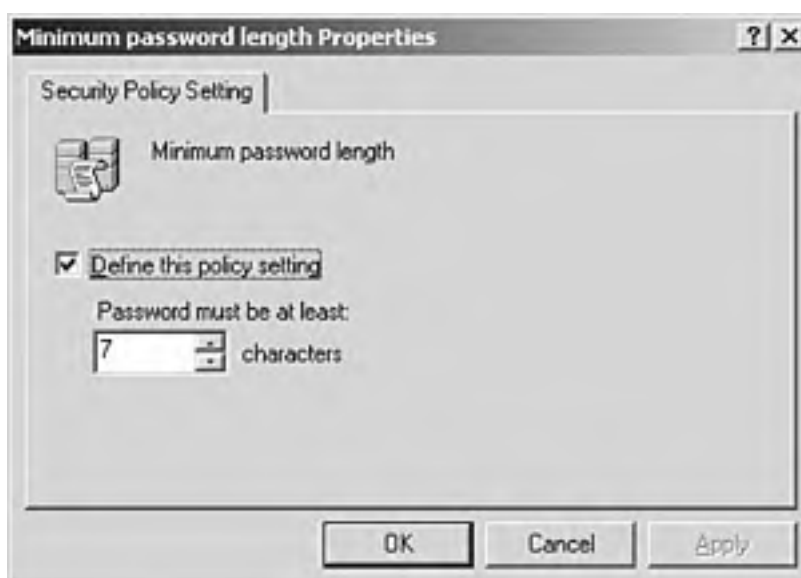 Minimum password length Properties
? ×
Security Policy Setting
Minimum password length
Define this policy setting
Password must be at least:
7 characters
OK Cancel Apply